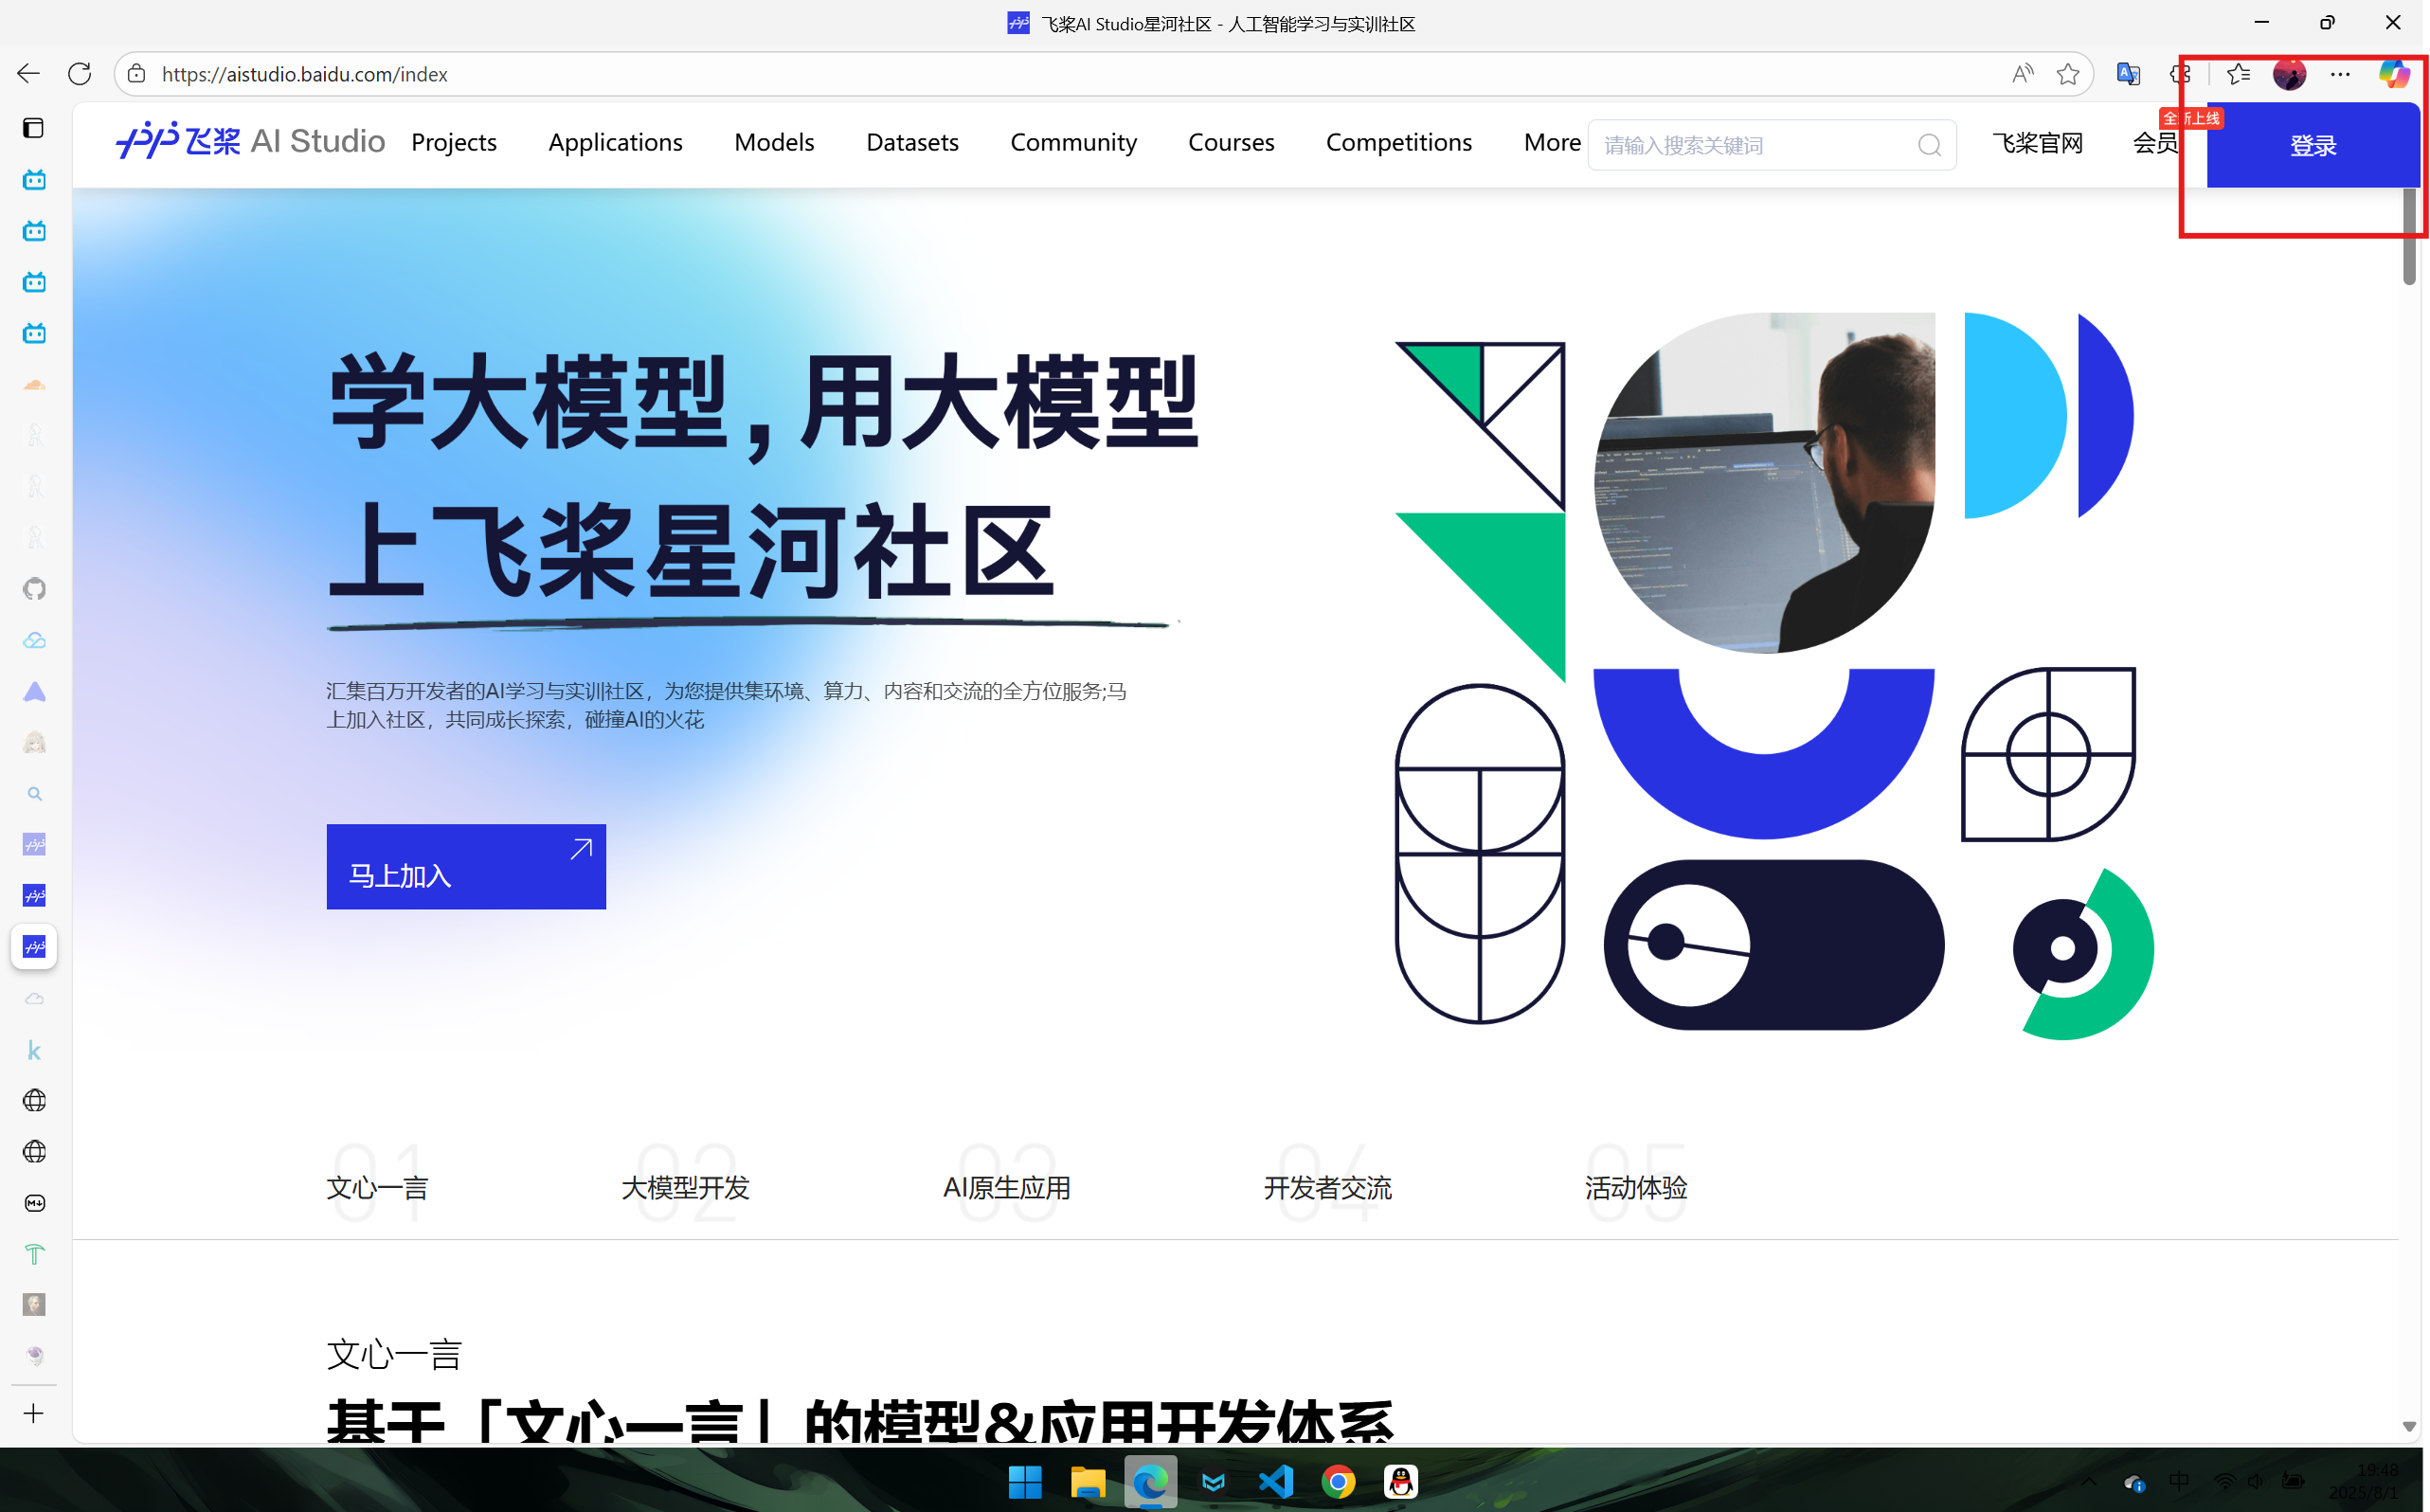 飞桨AI Studio星河社区 - 人工智能学习与实训社区
https://aistudio.baidu.com/index
飞桨 AI Studio Projects Applications Models Datasets Community Courses Competitions More 请输入搜索关键词 飞桨官网 会员 全新上线 登录
学大模型,用大模型
上飞桨星河社区
汇集百万开发者的AI学习与实训社区，为您提供集环境、算力、内容和交流的全方位服务;马
上加入社区，共同成长探索，碰撞AI的火花
马上加入
01 02 03 04 05
文心一言 大模型开发 AI原生应用 开发者交流 活动体验
文心一言
基于「文心一言」的模型&应用开发体系
中
19:48
2025/8/1